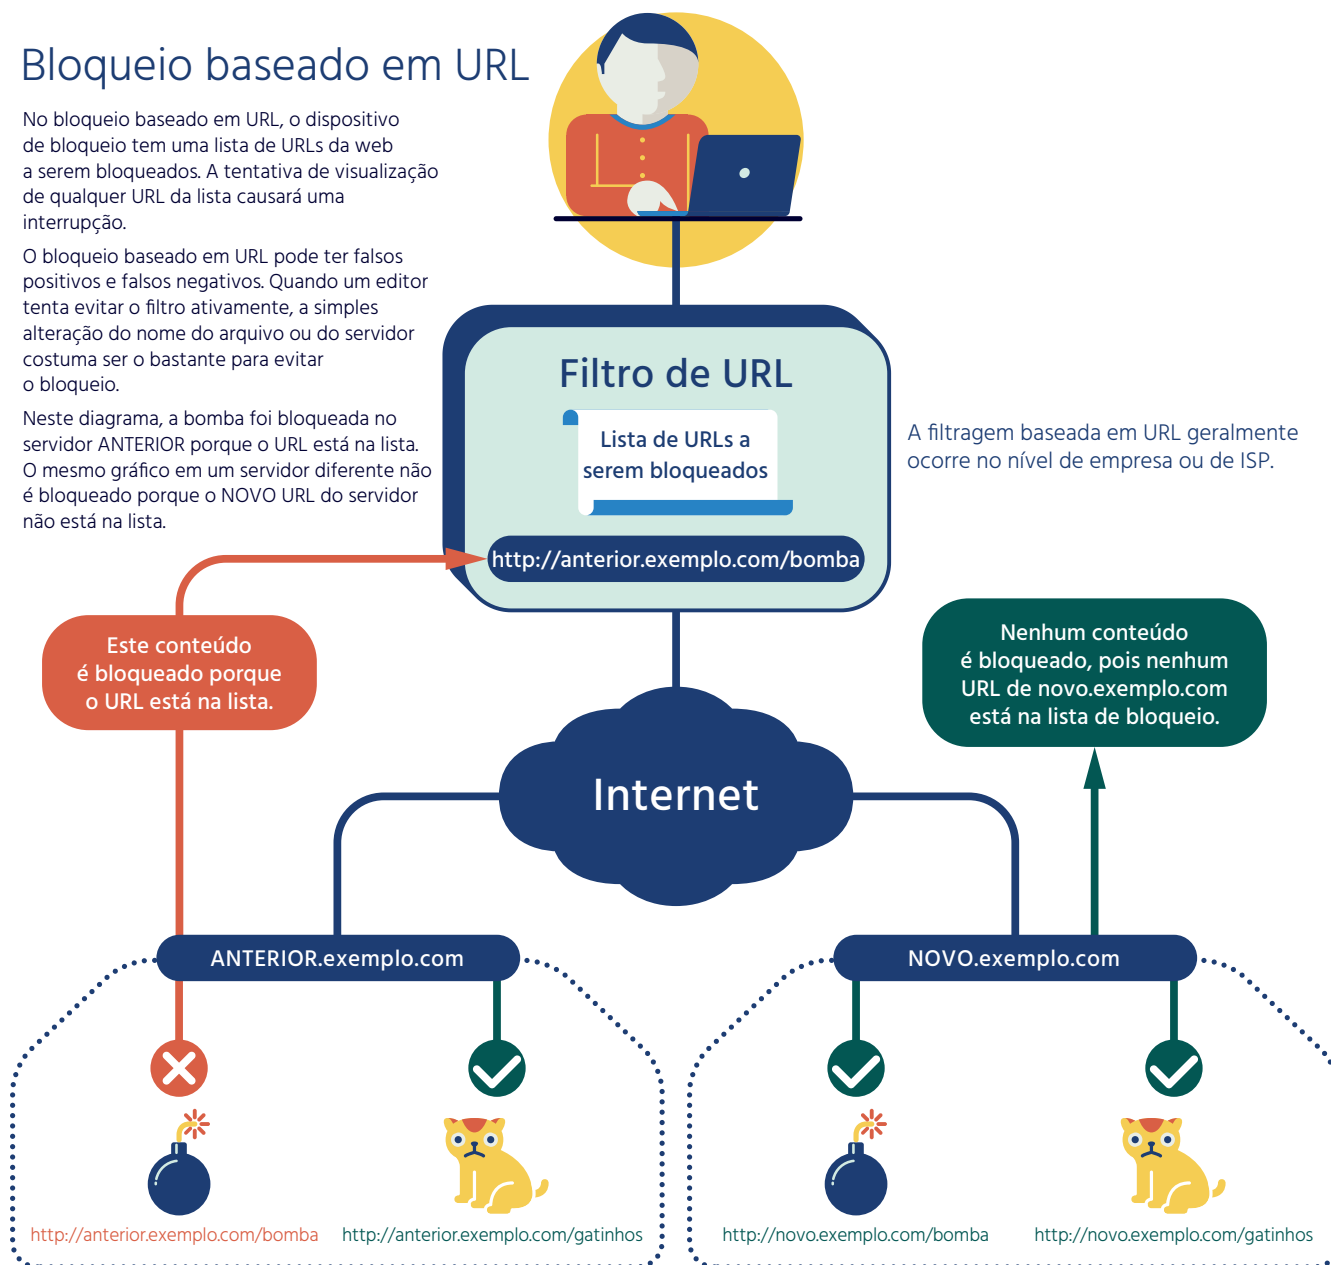 Bloqueio baseado em URL
No bloqueio baseado em URL, o dispositivo
de bloqueio tem uma lista de URLs da web
a serem bloqueados. A tentativa de visualização
de qualquer URL da lista causará uma
interrupção.
O bloqueio baseado em URL pode ter falsos
positivos e falsos negativos. Quando um editor
tenta evitar o filtro ativamente, a simples
alteração do nome do arquivo ou do servidor
costuma ser o bastante para evitar
o bloqueio.
Neste diagrama, a bomba foi bloqueada no
servidor ANTERIOR porque o URL está na lista.
O mesmo gráfico em um servidor diferente não
é bloqueado porque o NOVO URL do servidor
não está na lista.
Filtro de URL
Lista de URLs a
serem bloqueados
http://anterior.exemplo.com/bomba
A filtragem baseada em URL geralmente
ocorre no nível de empresa ou de ISP.
Este conteúdo
é bloqueado porque
o URL está na lista.
Nenhum conteúdo
é bloqueado, pois nenhum
URL de novo.exemplo.com
está na lista de bloqueio.
Internet
ANTERIOR.exemplo.com
NOVO.exemplo.com
http://anterior.exemplo.com/bomba
http://anterior.exemplo.com/gatinhos
http://novo.exemplo.com/bomba
http://novo.exemplo.com/gatinhos